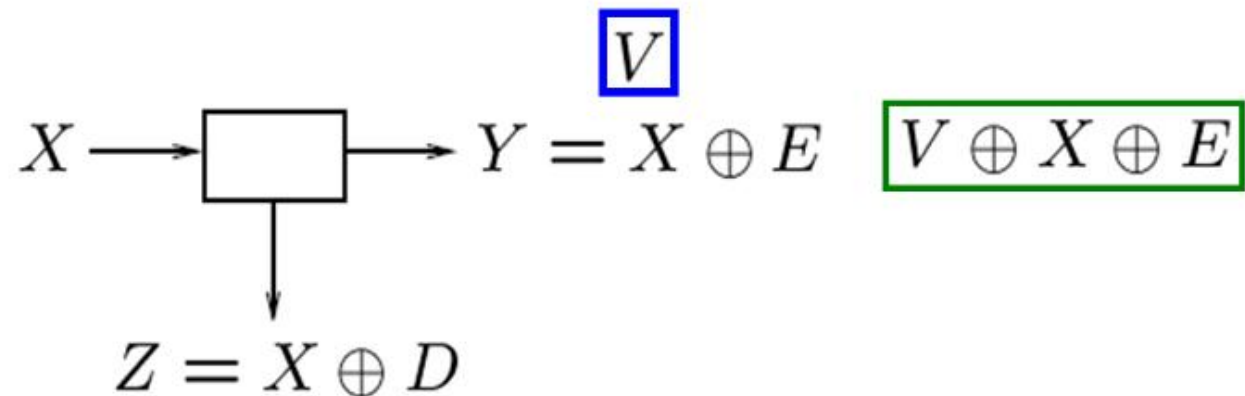 V
X Y = X ⊕ E V ⊕ X ⊕ E
Z = X ⊕ D